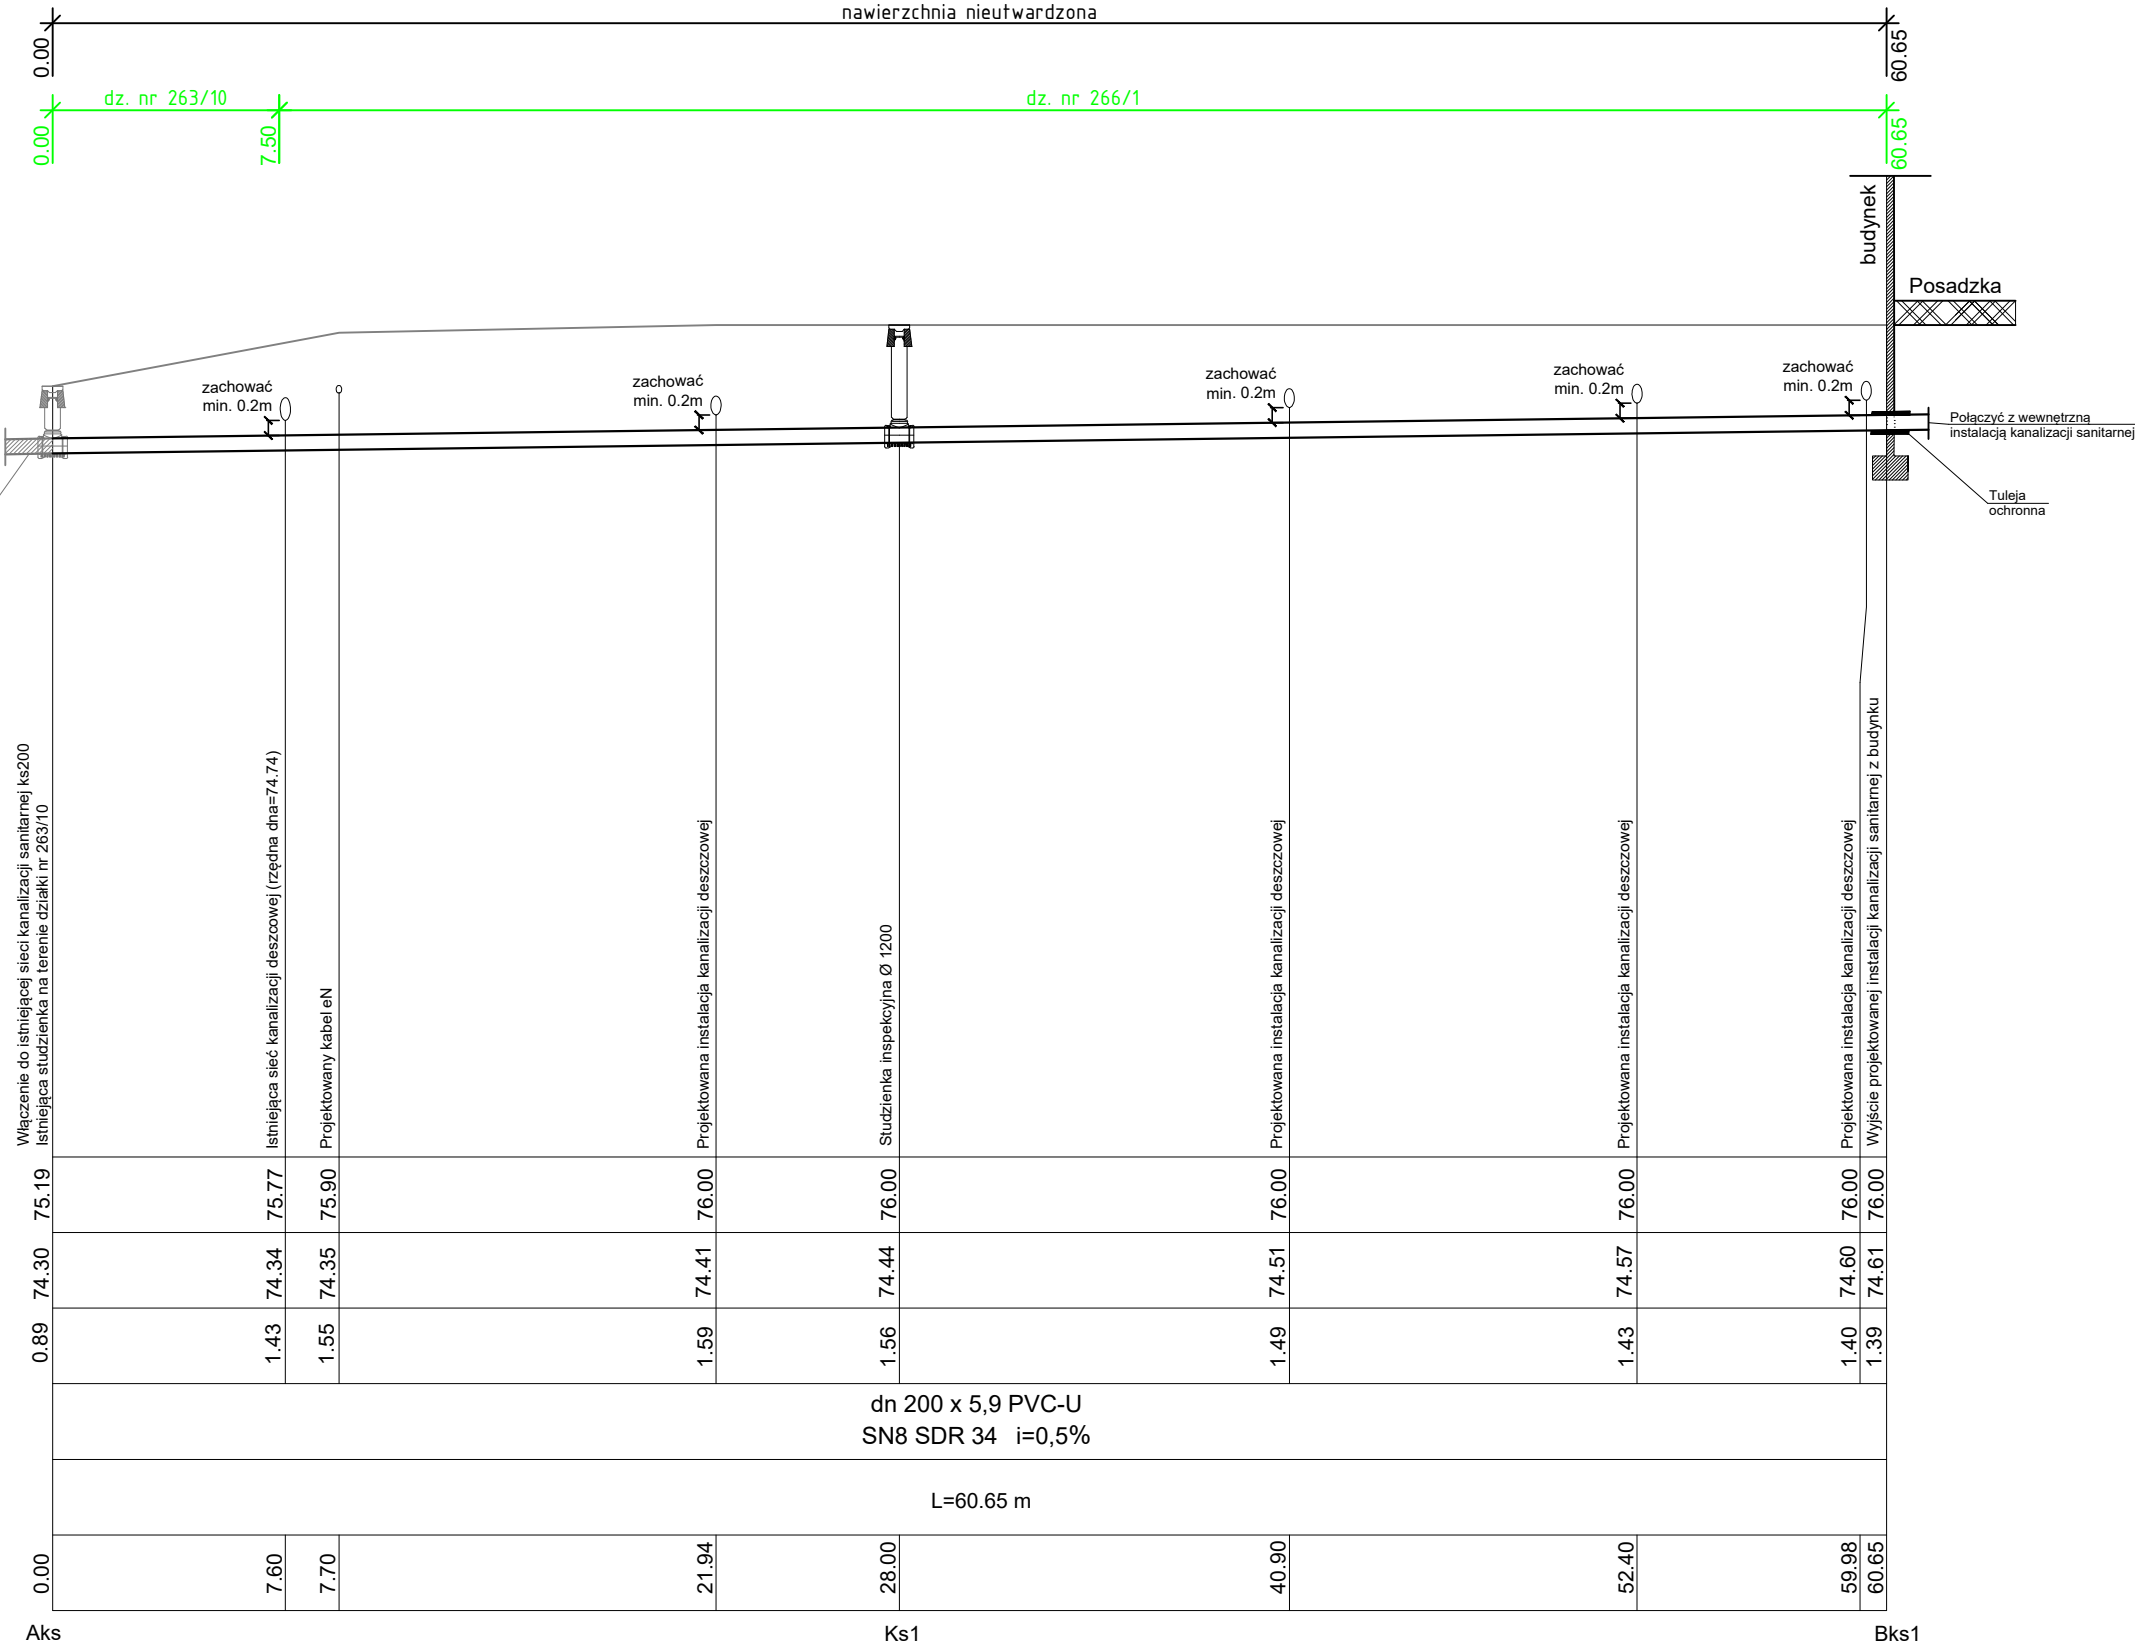 nawierzchnia nieutwardzona
0.00
60.65
dz. nr 263/10
dz. nr 266/1
0.00
7.50
60.65
budynek
Posadzka
zachować
min. 0.2m
zachować
min. 0.2m
zachować
min. 0.2m
zachować
min. 0.2m
zachować
min. 0.2m
Połączyć z wewnętrzną
instalacją kanalizacji sanitarnej
Tuleja
ochronna
Włączenie do istniejącej sieci kanalizacji sanitarnej ks200
Istniejąca studzienka na terenie działki nr 263/10
Istniejąca sieć kanalizacji deszcowej (rzędna dna=74.74)
Projektowany kabel eN
Projektowana instalacja kanalizacji deszczowej
Studzienka inspekcyjna Ø 1200
Projektowana instalacja kanalizacji deszczowej
Projektowana instalacja kanalizacji deszczowej
Projektowana instalacja kanalizacji deszczowej
Wyjście projektowanej instalacji kanalizacji sanitarnej z budynku
75.19 75.77 75.90 76.00 76.00 76.00 76.00 76.00 76.00
74.30 74.34 74.35 74.41 74.44 74.51 74.57 74.60 74.61
0.89 1.43 1.55 1.59 1.56 1.49 1.43 1.40 1.39
dn 200 x 5,9 PVC-U
SN8 SDR 34 i=0,5%
L=60.65 m
0.00 7.60 7.70 21.94 28.00 40.90 52.40 59.98 60.65
Aks Ks1 Bks1